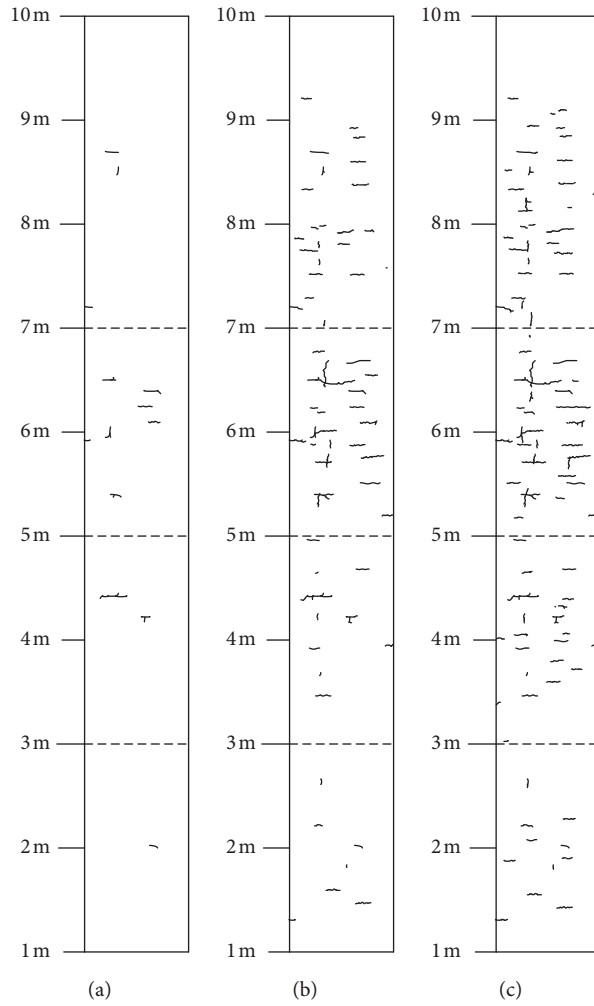 10 m 10 m 10 m
9 m 9 m 9 m
8 m 8 m 8 m
7 m 7 m 7 m
6 m 6 m 6 m
5 m 5 m 5 m
4 m 4 m 4 m
3 m 3 m 3 m
2 m 2 m 2 m
1 m 1 m 1 m
(a) (b) (c)